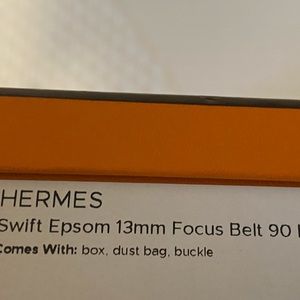 HERMES
Swift Epsom 13mm Focus Belt 90
Comes With: box, dust bag, buckle